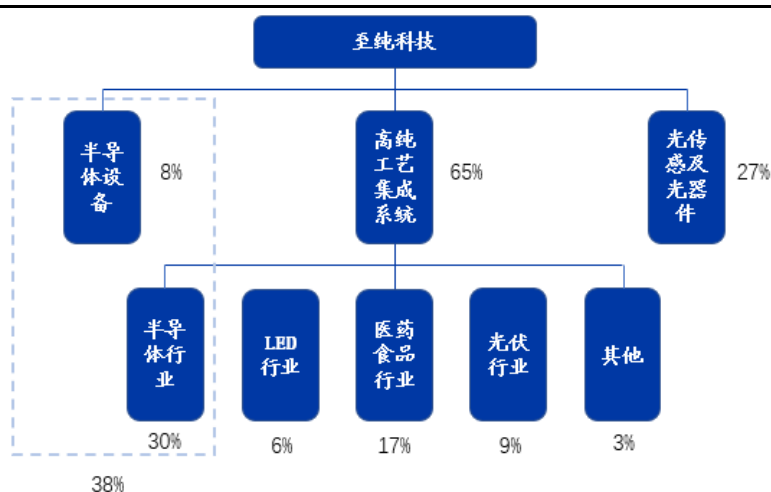 至纯科技
半导
体设
备
8%
高纯
工艺
集成
系统
65%
光传
感及
光器
件
27%
半导
体行
业
30%
LED
行业
6%
医药
食品
行业
17%
光伏
行业
9%
其他
3%
38%